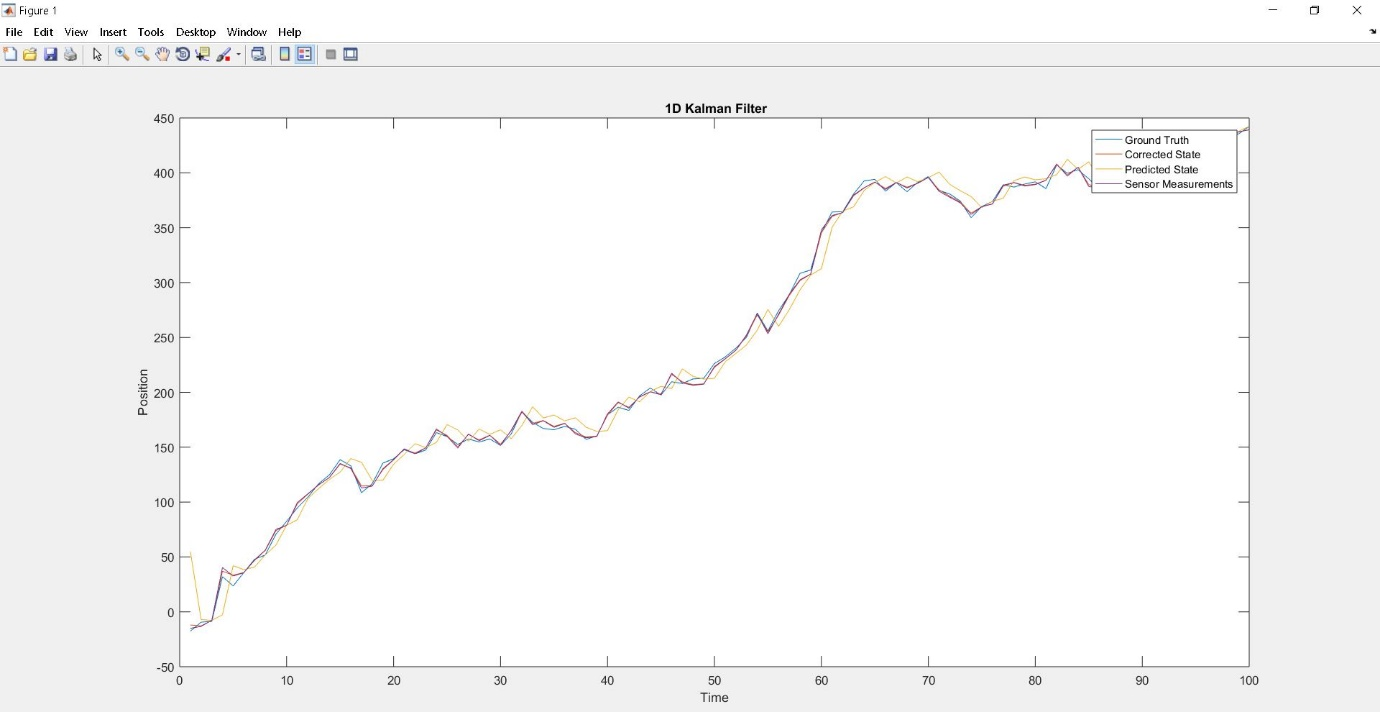 Figure 1
File Edit View Insert Tools Desktop Window Help
1D Kalman Filter
450
400
350
300
250
200
150
100
50
0
-50
Position
Ground Truth
Corrected State
Predicted State
Sensor Measurements
0 10 20 30 40 50 60 70 80 90 100
Time